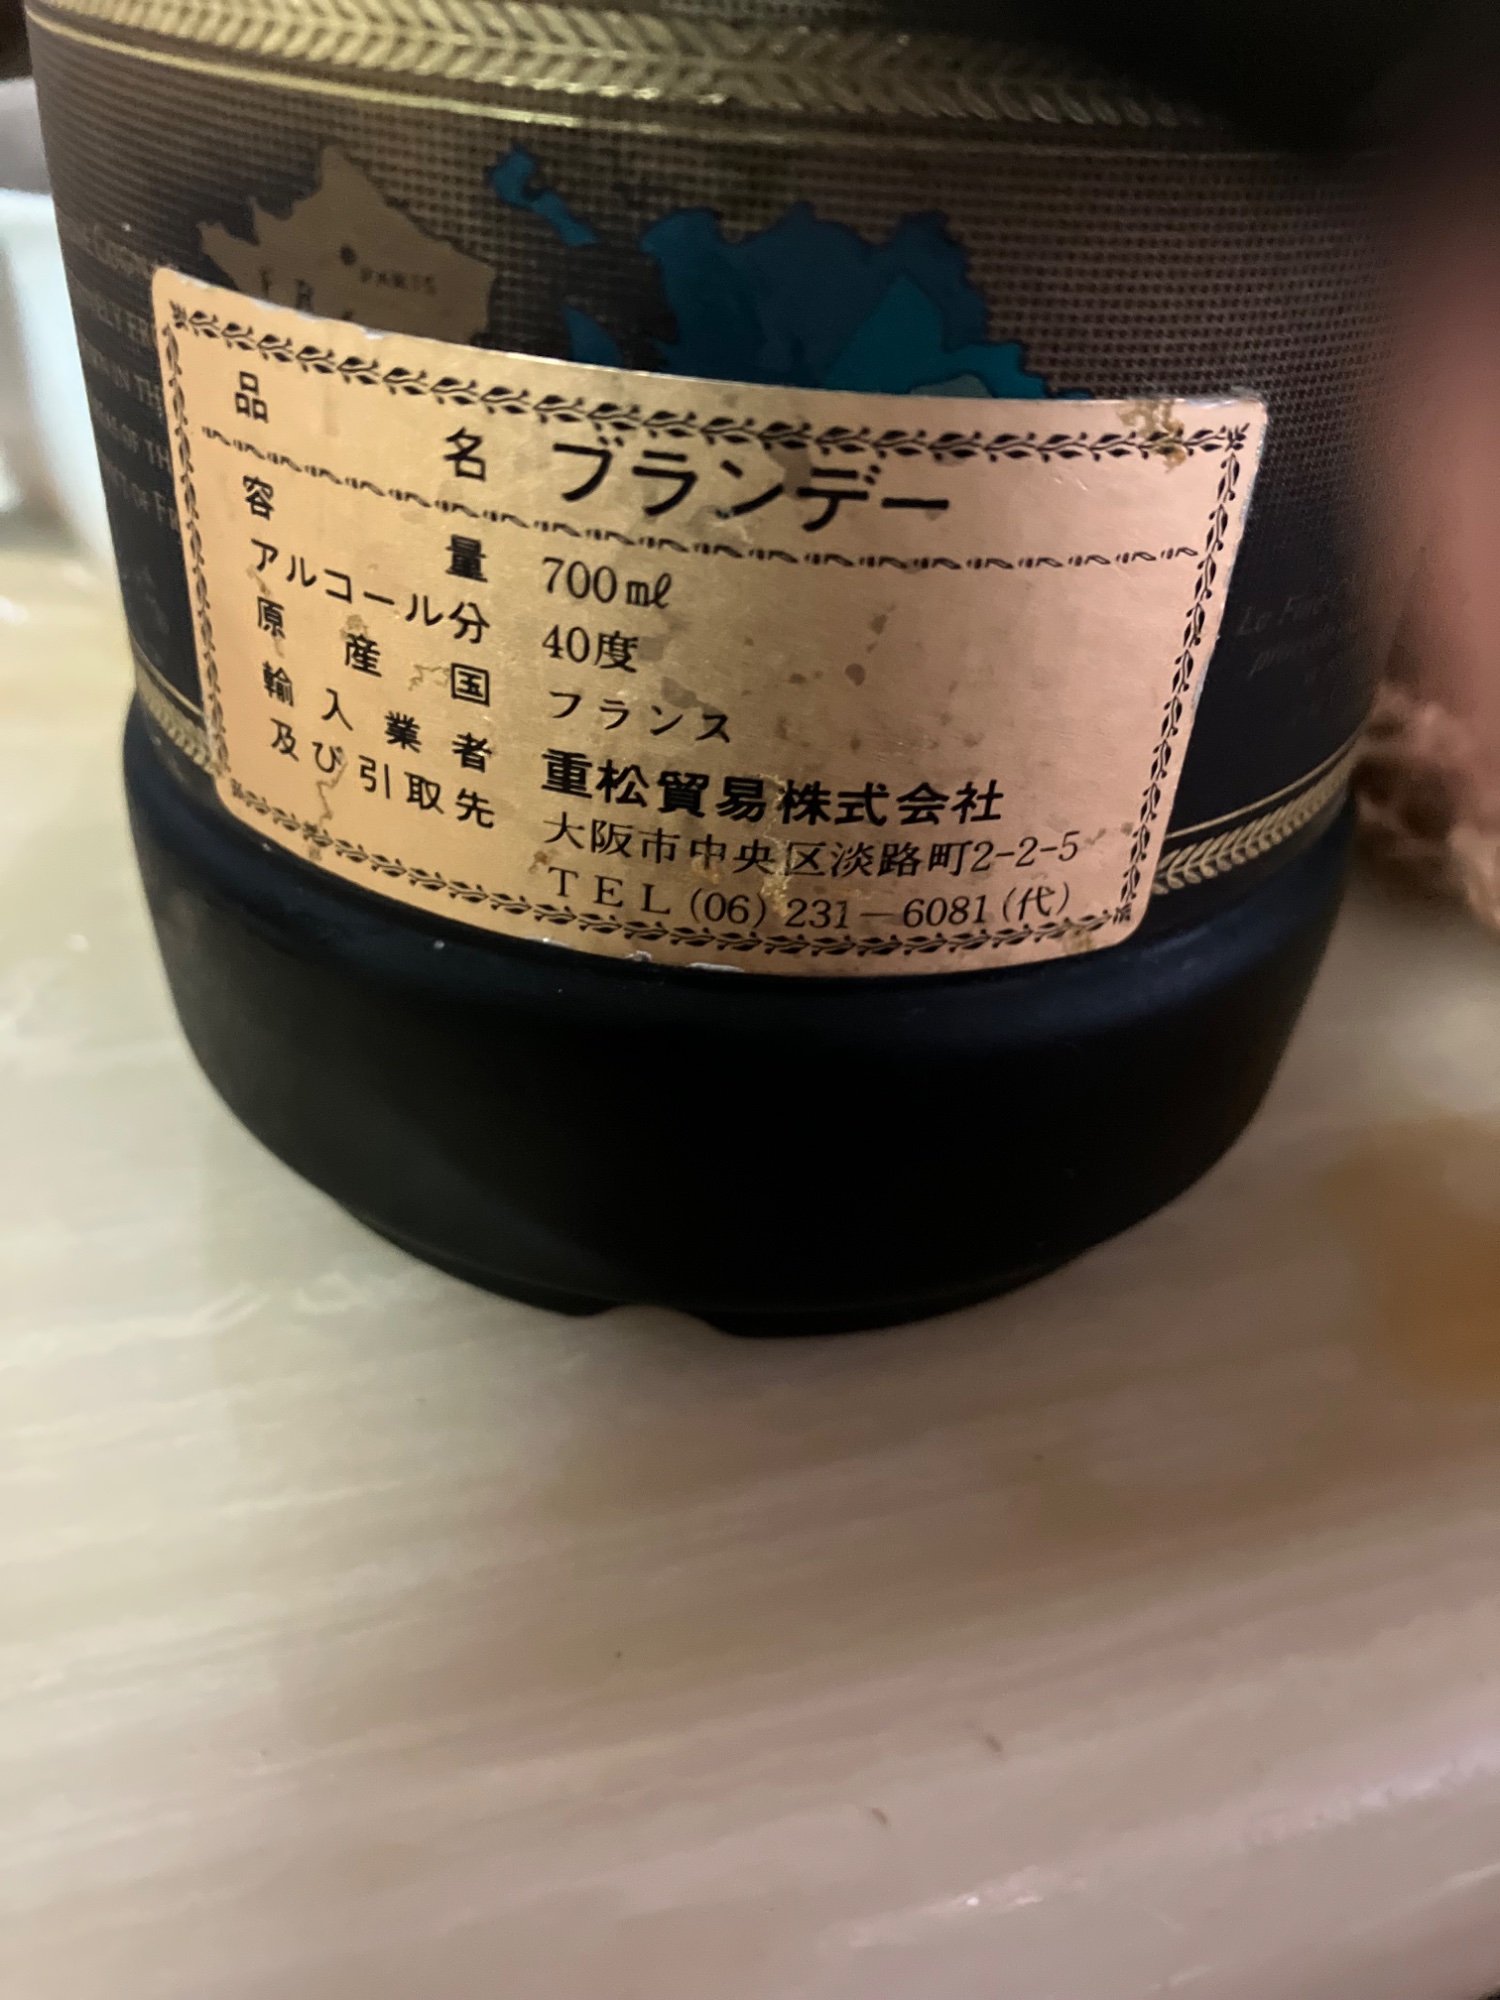 PARIS
品名 ブランデー
容量 700ml
アルコール分 40度
原産国 フランス
輸入業者 重松貿易株式会社
及び引取先 大阪市中央区淡路町2-2-5
TEL(06)231-6081(代)